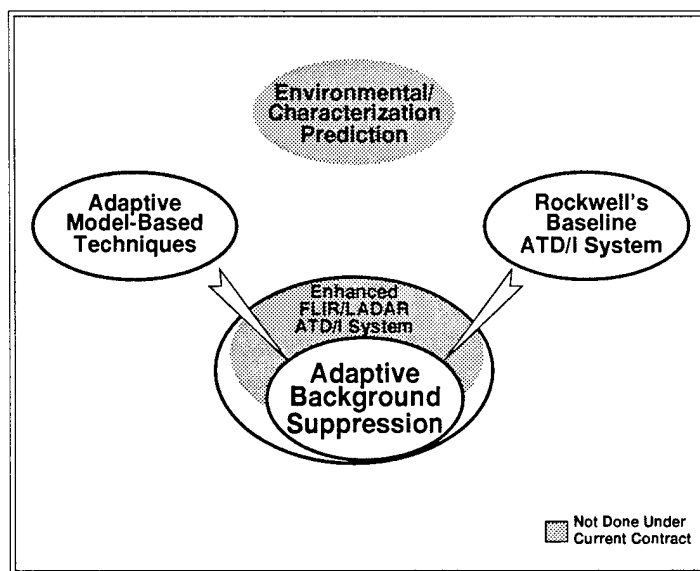 Environmental/
Characterization
Prediction
Adaptive
Model-Based
Techniques
Rockwell's
Baseline
ATD/I System
Enhanced
FLIR/LADAR
ATD/I System
Adaptive
Background
Suppression
Not Done Under
Current Contract